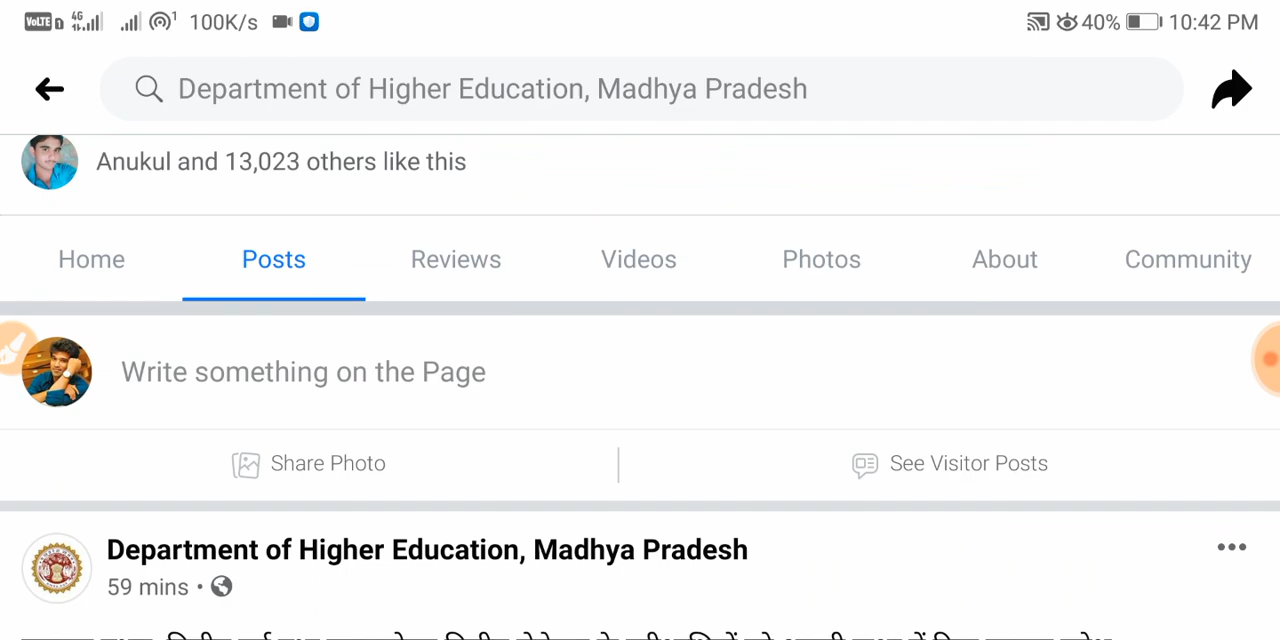 VoLTE 4G 1 100K/s 40% 10:42 PM
Department of Higher Education, Madhya Pradesh
Anukul and 13,023 others like this
Home Posts Reviews Videos Photos About Community
Write something on the Page
Share Photo See Visitor Posts
Department of Higher Education, Madhya Pradesh
59 mins •